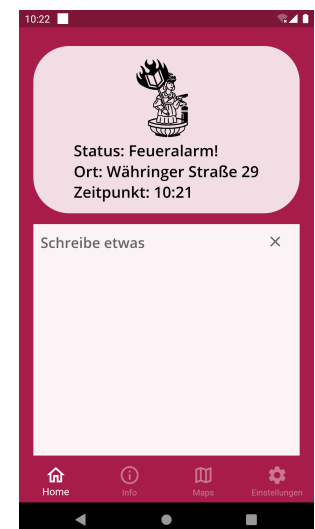 10:22
Status: Feueralarm!
Ort: Währinger Straße 29
Zeitpunkt: 10:21
Schreibe etwas
Home
Info
Maps
Einstellungen